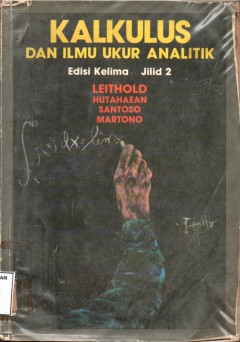 KALKULUS
DAN ILMU UKUR ANALITIK
Edisi Kelima Jilid 2
LEITHOLD
HUTAHAEAN
SANTOSO
MARTONO